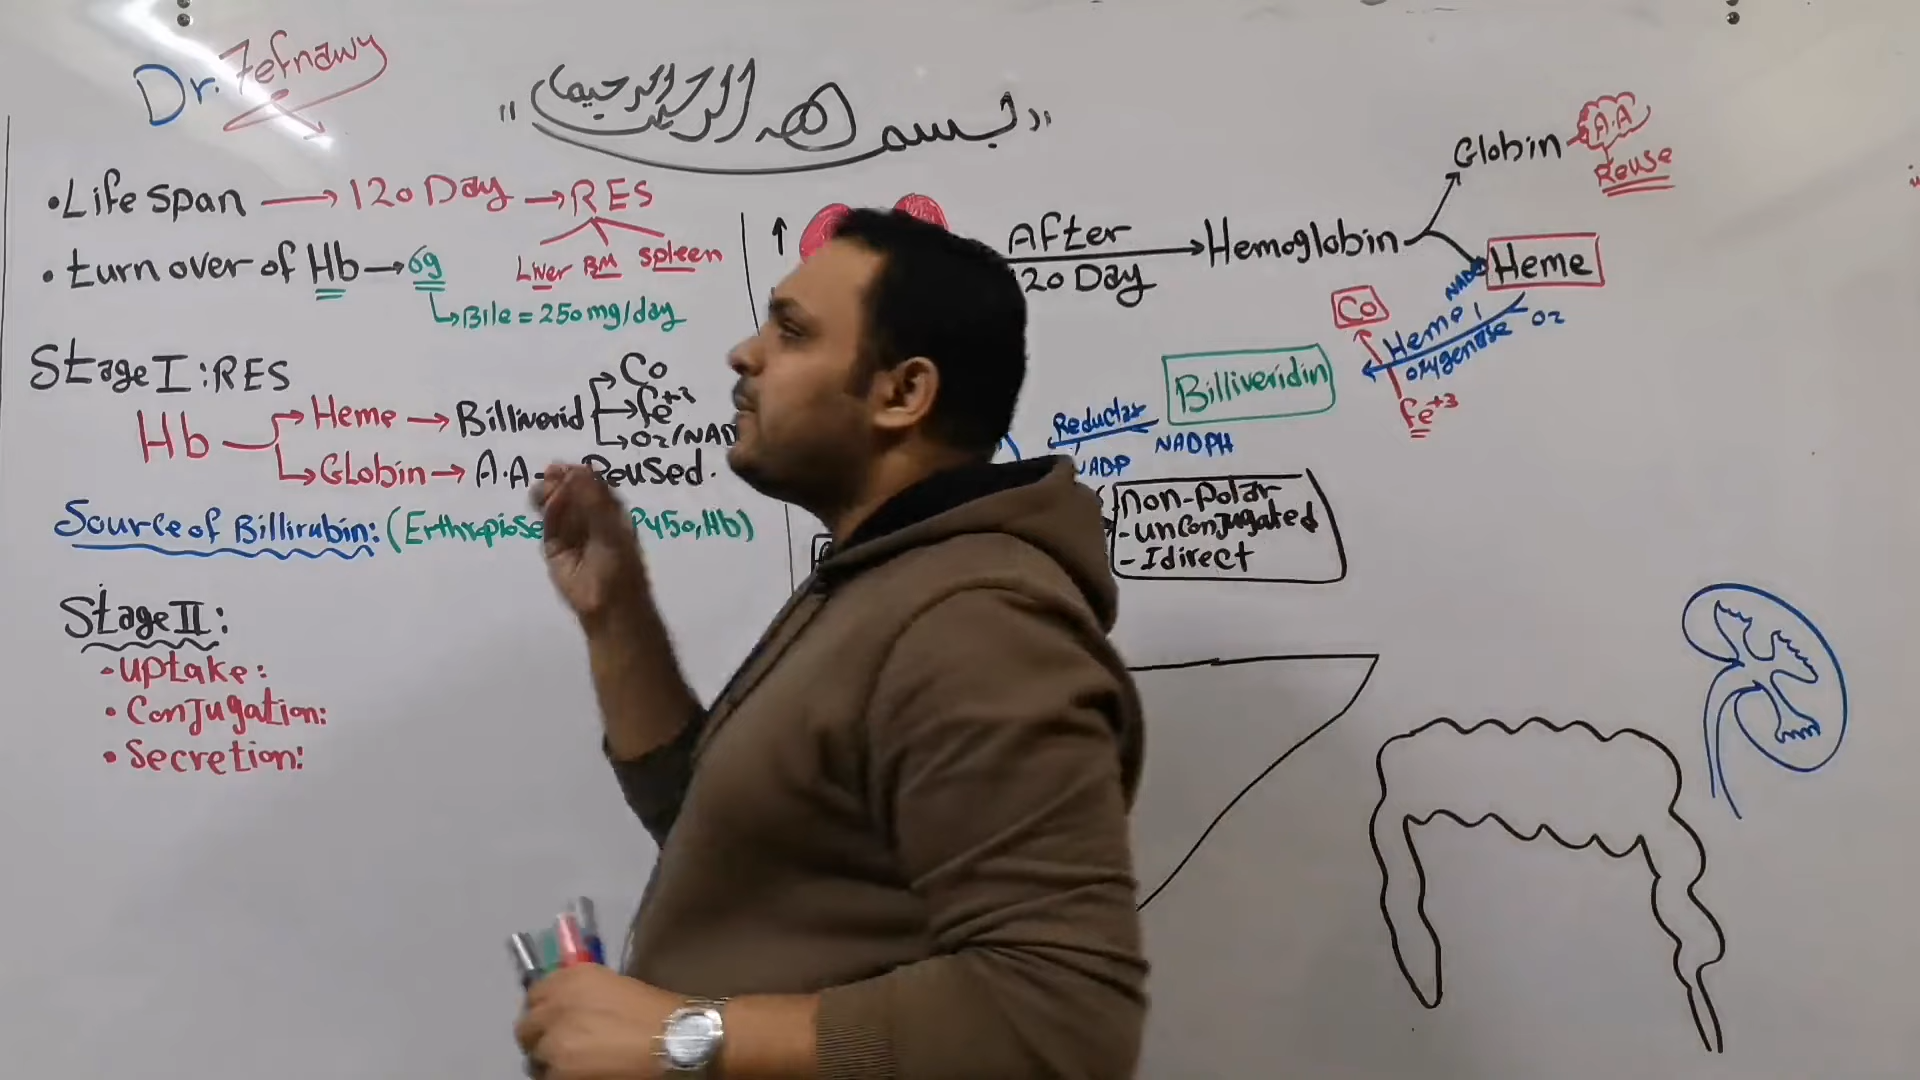 Dr. Zefnawy
"بسم الله الرحمن الرحيم"
• Life span → 120 Day → RES
Liver BM spleen
• turn over of Hb → 6g
↳ Bile = 250 mg/day
Stage I: RES
Hb → Heme → Billiverid → Co
→ fe+3
→ O2/NAD
↳ Globin → A.A → Reused.
Source of Billirubin: (Erthropiose P450, Hb)
Stage II:
• uptake:
• Conjugation:
• Secretion:
↑
After
120 Day
→ Hemoglobin
Globin → A.A
Reuse
Heme
NADP
Heme
oxygenase
O2
Co
fe+3
Billiveridin
Reductas
NADPH
NADP
non-polar
- unconjugated
- Idirect